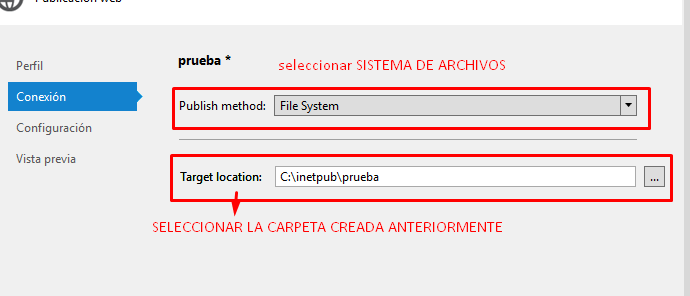 Publicación web
prueba *
seleccionar SISTEMA DE ARCHIVOS
Perfil
Conexión
Configuración
Vista previa
Publish method: File System
Target location: C:\inetpub\prueba ...
SELECCIONAR LA CARPETA CREADA ANTERIORMENTE